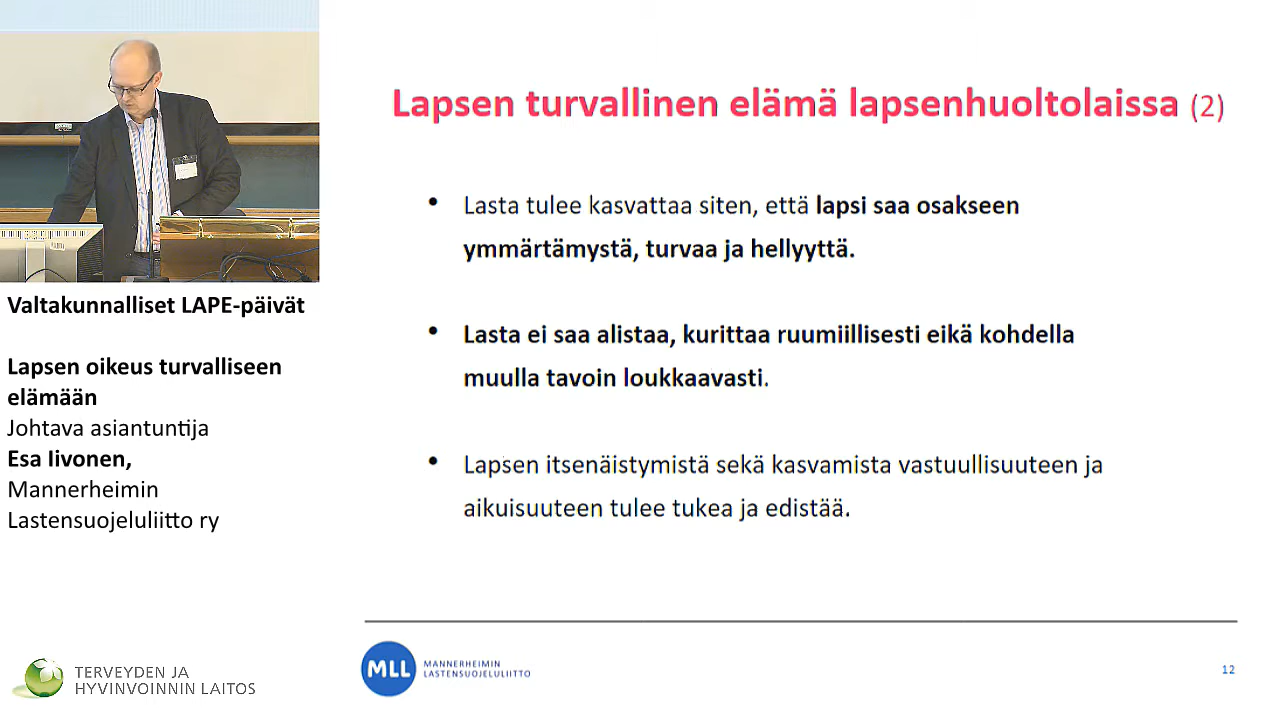 Lapsen turvallinen elämä lapsenhuoltolaissa (2)
• Lasta tulee kasvattaa siten, että lapsi saa osakseen
ymmärtämystä, turvaa ja hellyyttä.
• Lasta ei saa alistaa, kurittaa ruumiillisesti eikä kohdella
muulla tavoin loukkaavasti.
• Lapsen itsenäistymistä sekä kasvamista vastuullisuuteen ja
aikuisuuteen tulee tukea ja edistää.
Valtakunnalliset LAPE-päivät
Lapsen oikeus turvalliseen
elämään
Johtava asiantuntija
Esa Iivonen,
Mannerheimin
Lastensuojeluliitto ry
TERVEYDEN JA
HYVINVOINNIN LAITOS
MLL
MANNERHEIMIN
LASTENSUOJELULIITTO
12